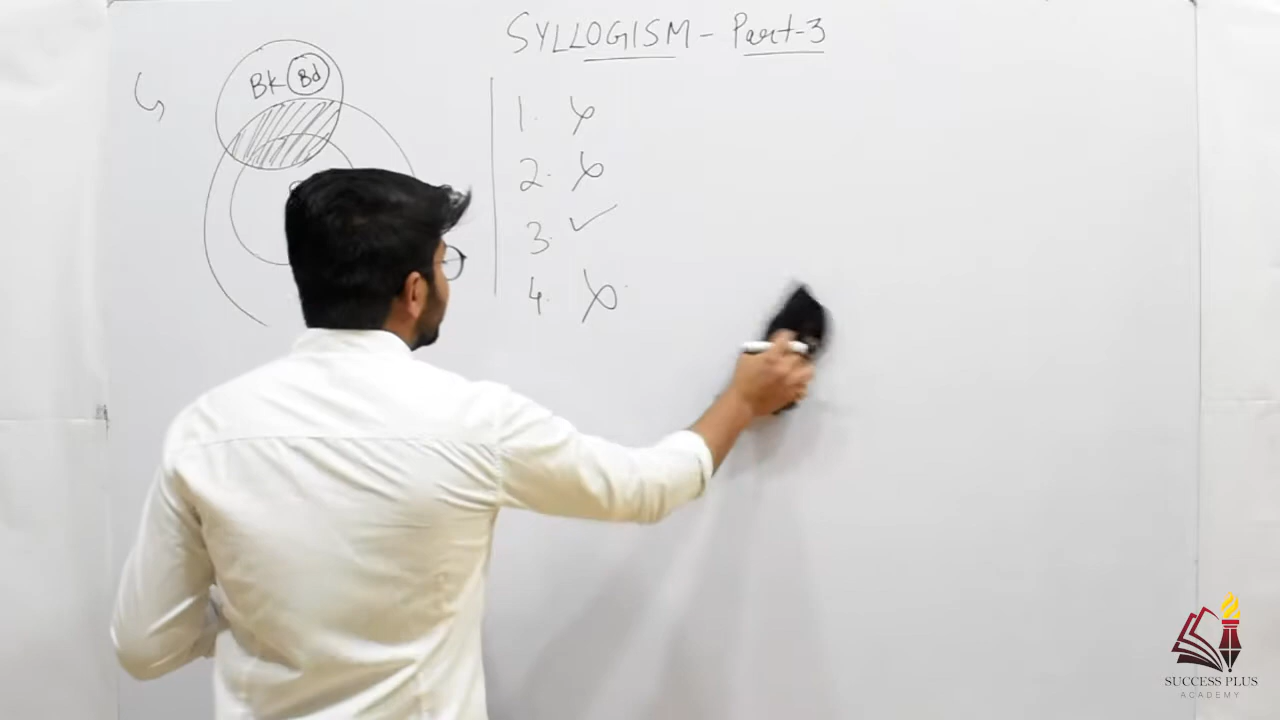 SYLLOGISM - Part-3
Bk Bd
1. ✗
2. ✗
3. ✓
4. ✗
SUCCESS PLUS
ACADEMY